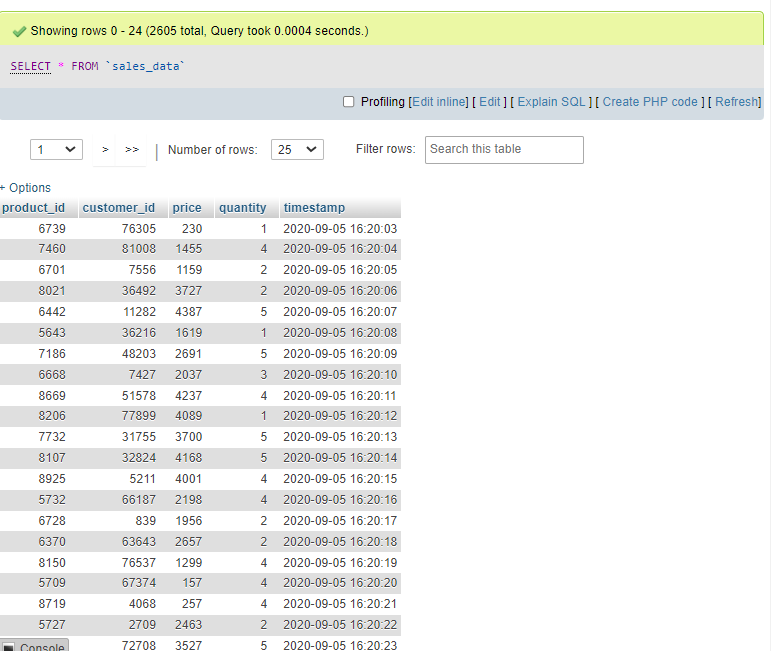 Showing rows 0 - 24 (2605 total, Query took 0.0004 seconds.)
SELECT * FROM `sales_data`
Profiling [Edit inline] [ Edit ] [ Explain SQL ] [ Create PHP code ] [ Refresh]
1 > >> | Number of rows: 25 Filter rows: Search this table
+ Options
product_id customer_id price quantity timestamp
6739 76305 230 1 2020-09-05 16:20:03
7460 81008 1455 4 2020-09-05 16:20:04
6701 7556 1159 2 2020-09-05 16:20:05
8021 36492 3727 2 2020-09-05 16:20:06
6442 11282 4387 5 2020-09-05 16:20:07
5643 36216 1619 1 2020-09-05 16:20:08
7186 48203 2691 5 2020-09-05 16:20:09
6668 7427 2037 3 2020-09-05 16:20:10
8669 51578 4237 4 2020-09-05 16:20:11
8206 77899 4089 1 2020-09-05 16:20:12
7732 31755 3700 5 2020-09-05 16:20:13
8107 32824 4168 5 2020-09-05 16:20:14
8925 5211 4001 4 2020-09-05 16:20:15
5732 66187 2198 4 2020-09-05 16:20:16
6728 839 1956 2 2020-09-05 16:20:17
6370 63643 2657 2 2020-09-05 16:20:18
8150 76537 1299 4 2020-09-05 16:20:19
5709 67374 157 4 2020-09-05 16:20:20
8719 4068 257 4 2020-09-05 16:20:21
5727 2709 2463 2 2020-09-05 16:20:22
Console 72708 3527 5 2020-09-05 16:20:23